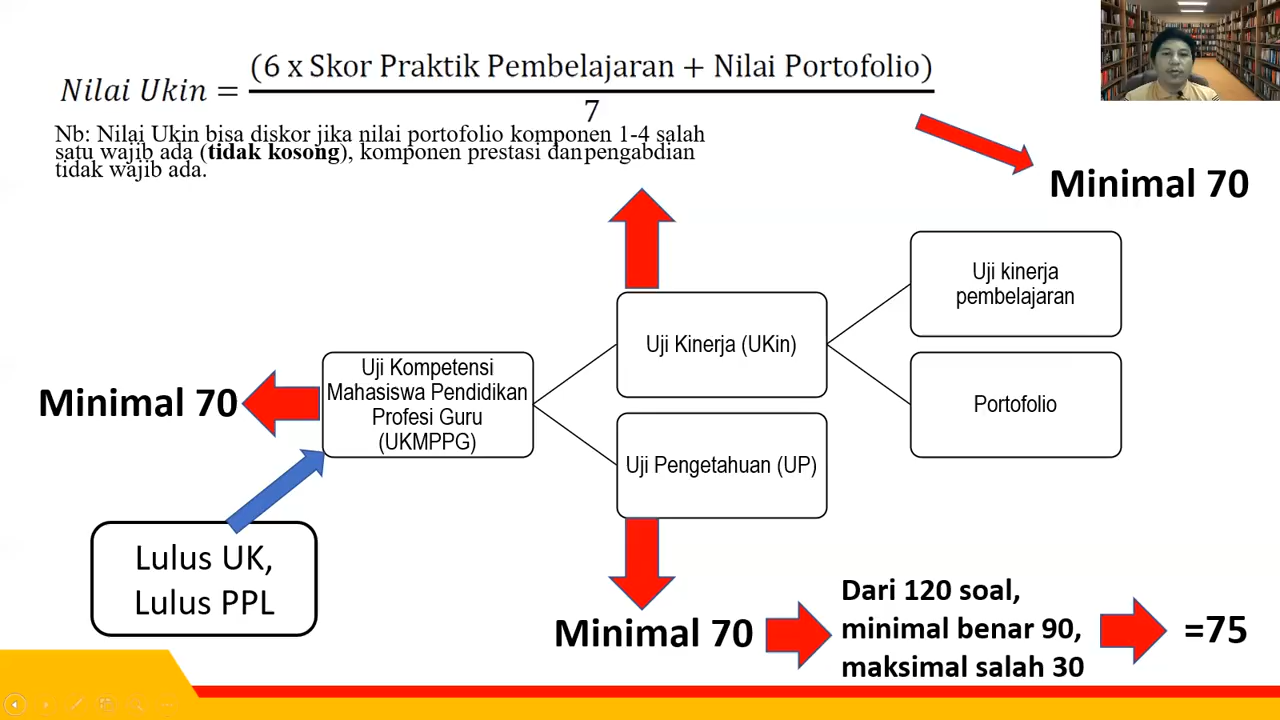 Nilai Ukin = (6 x Skor Praktik Pembelajaran + Nilai Portofolio)
7
Nb: Nilai Ukin bisa diskor jika nilai portofolio komponen 1-4 salah
satu wajib ada (tidak kosong), komponen prestasi dan pengabdian
tidak wajib ada.
Minimal 70
Uji kinerja
pembelajaran
Uji Kinerja (UKin)
Uji Kompetensi
Mahasiswa Pendidikan
Profesi Guru
(UKMPPG)
Minimal 70
Portofolio
Uji Pengetahuan (UP)
Lulus UK,
Lulus PPL
Minimal 70
Dari 120 soal,
minimal benar 90,
maksimal salah 30
=75